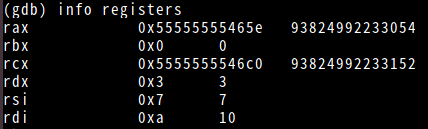 (gdb) info registers
rax 0x55555555465e 93824992233054
rbx 0x0 0
rcx 0x5555555546c0 93824992233152
rdx 0x3 3
rsi 0x7 7
rdi 0xa 10